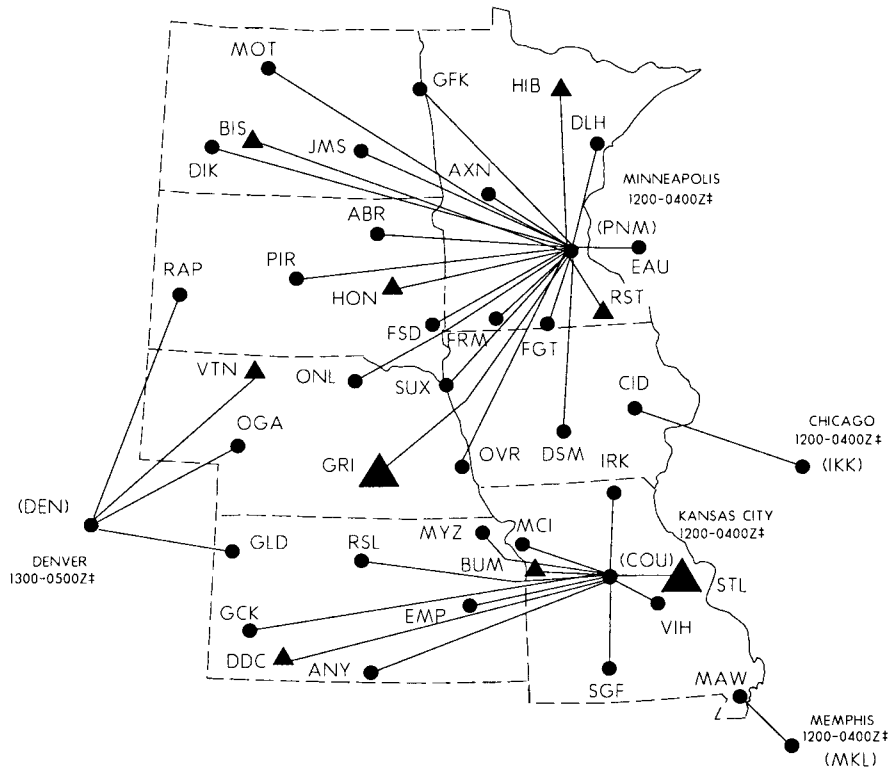 MOT
GFK
HIB
BIS
JMS
DLH
DIK
AXN
MINNEAPOLIS
1200-0400Z‡
ABR
(PNM)
PIR
EAU
RAP
HON
RST
FSD
FRM
FGT
VTN
ONL
SUX
CID
OGA
CHICAGO
1200-0400Z‡
(IKK)
GRI
OVR
DSM
IRK
(DEN)
KANSAS CITY
1200-0400Z‡
MYZ
MCI
DENVER
1300-0500Z‡
GLD
RSL
BUM
(COU)
STL
GCK
EMP
VIH
DDC
ANY
SGF
MAW
MEMPHIS
1200-0400Z‡
(MKL)